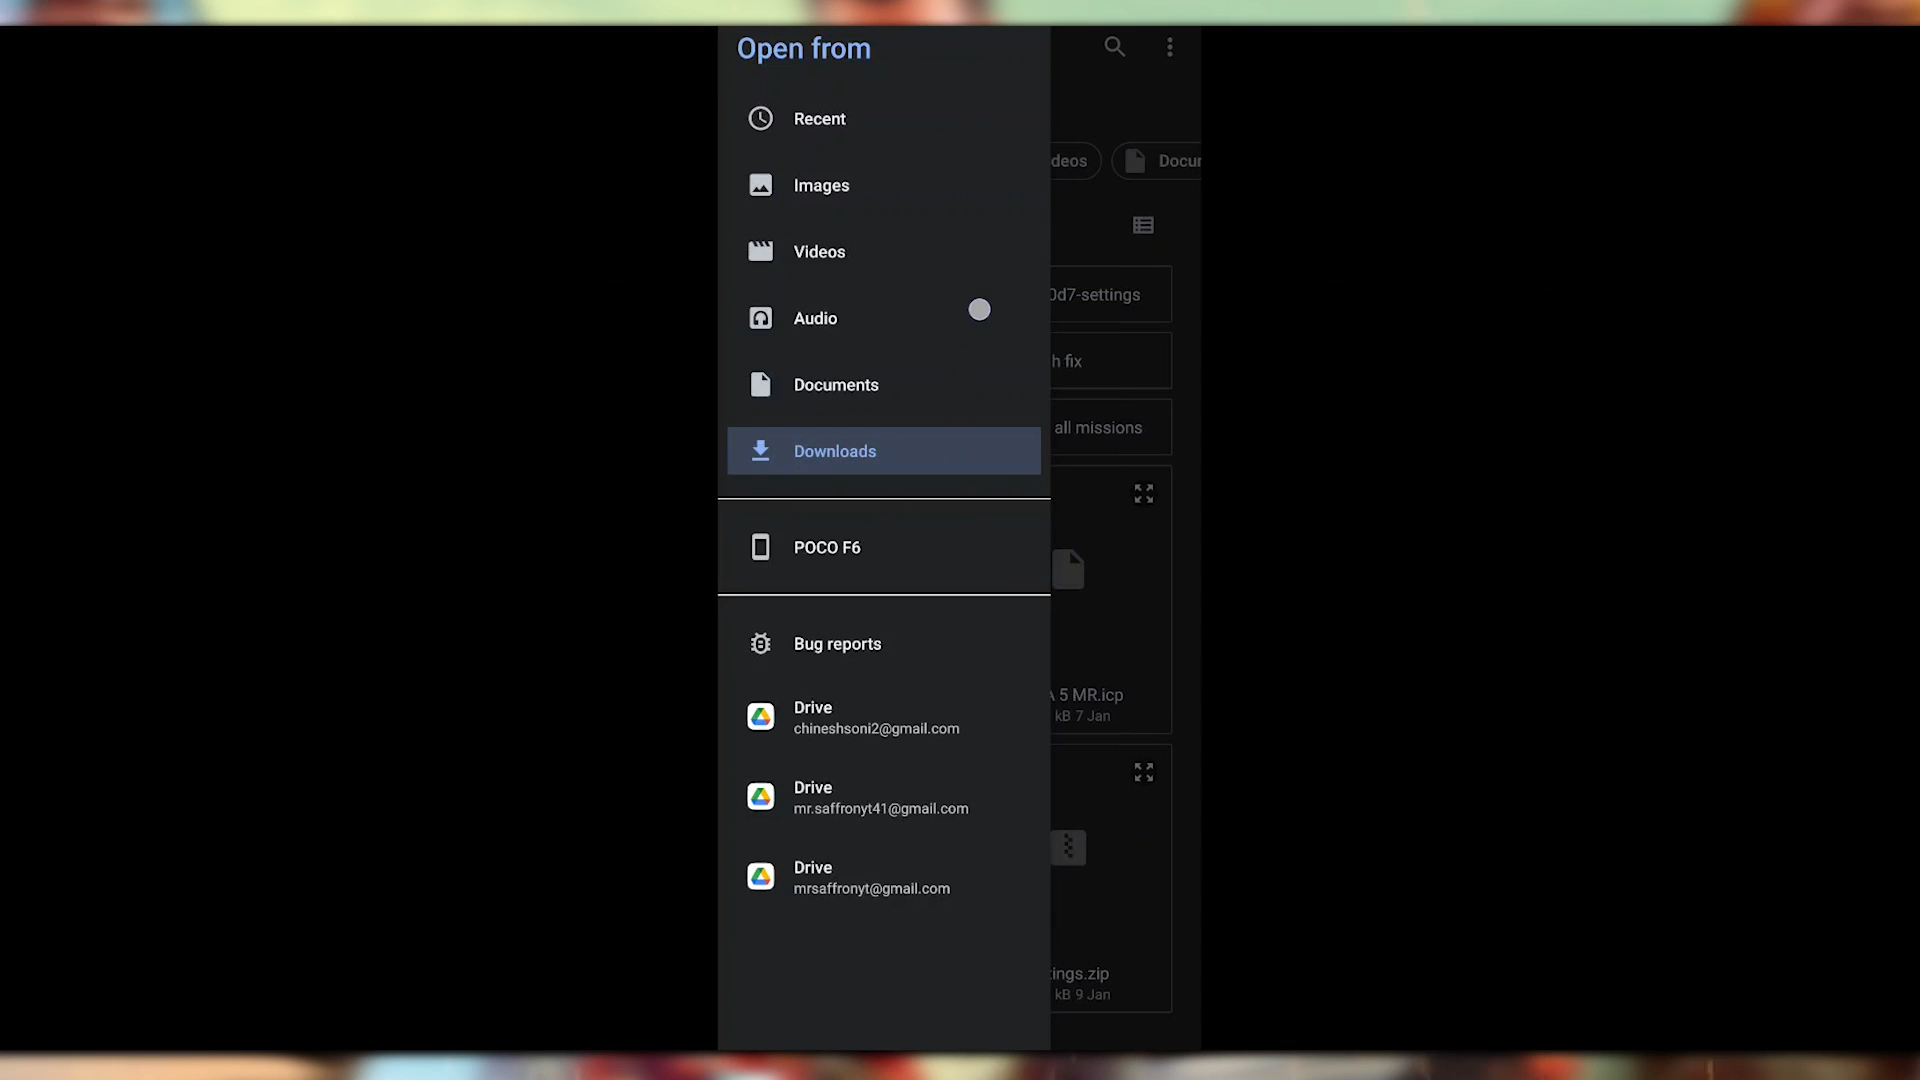 Open from
Recent
Images
deos
Docur
Videos
0d7-settings
Audio
h fix
Documents
all missions
Downloads
POCO F6
Bug reports
5 MR.icp
kB 7 Jan
Drive
chineshsoni2@gmail.com
Drive
mr.saffronyt41@gmail.com
Drive
mrsaffronyt@gmail.com
tings.zip
kB 9 Jan